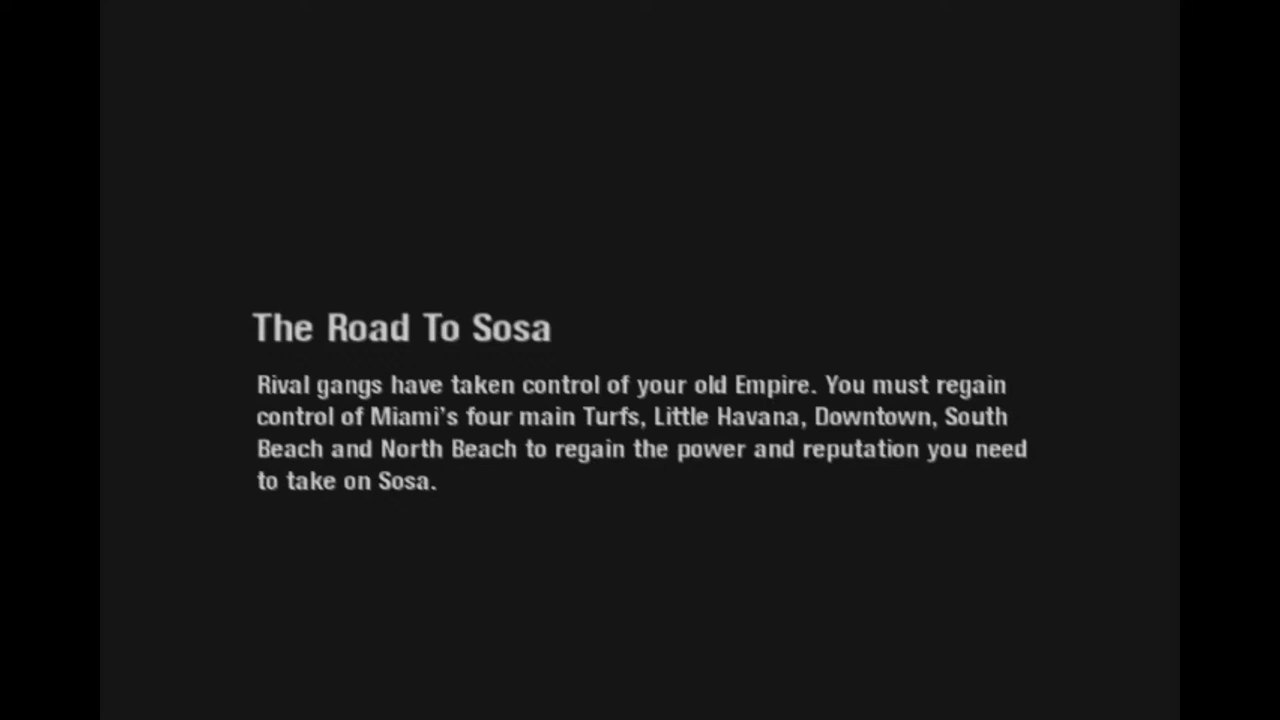 The Road To Sosa
Rival gangs have taken control of your old Empire. You must regain
control of Miami's four main Turfs, Little Havana, Downtown, South
Beach and North Beach to regain the power and reputation you need
to take on Sosa.